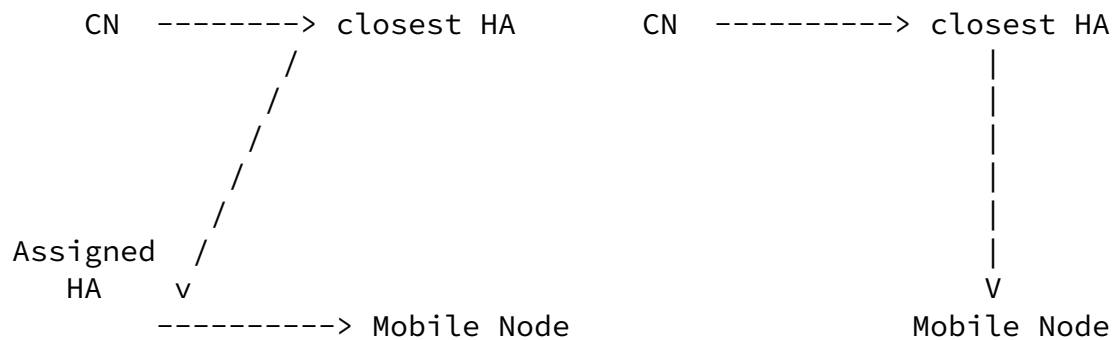 CN  --------> closest HA       CN  ----------> closest HA
                /                                   |
               /                                    |
              /                                     |
             /                                      |
            /                                       |
Assigned   /                                        |
   HA     v                                         V
        ----------> Mobile Node                Mobile Node